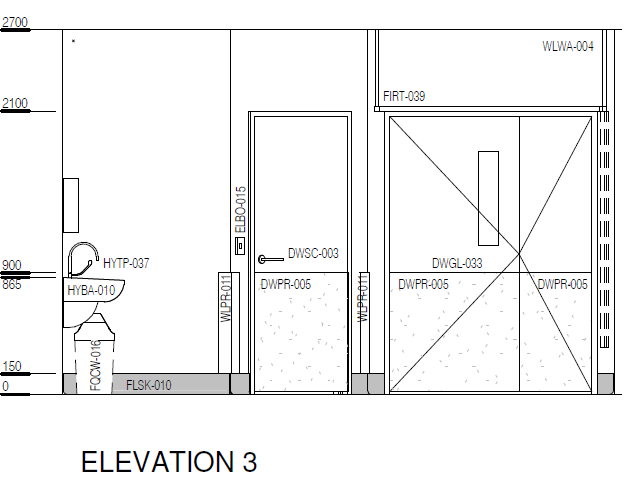 2700
WLWA-004
2100
FIRT-039
ELBO-015
DWSC-003
HYTP-037
DWGL-033
900
865
HYBA-010
WLPR-011
DWPR-005
WLPR-011
DWPR-005
DWPR-005
FQCW-016
150
FLSK-010
0
ELEVATION 3